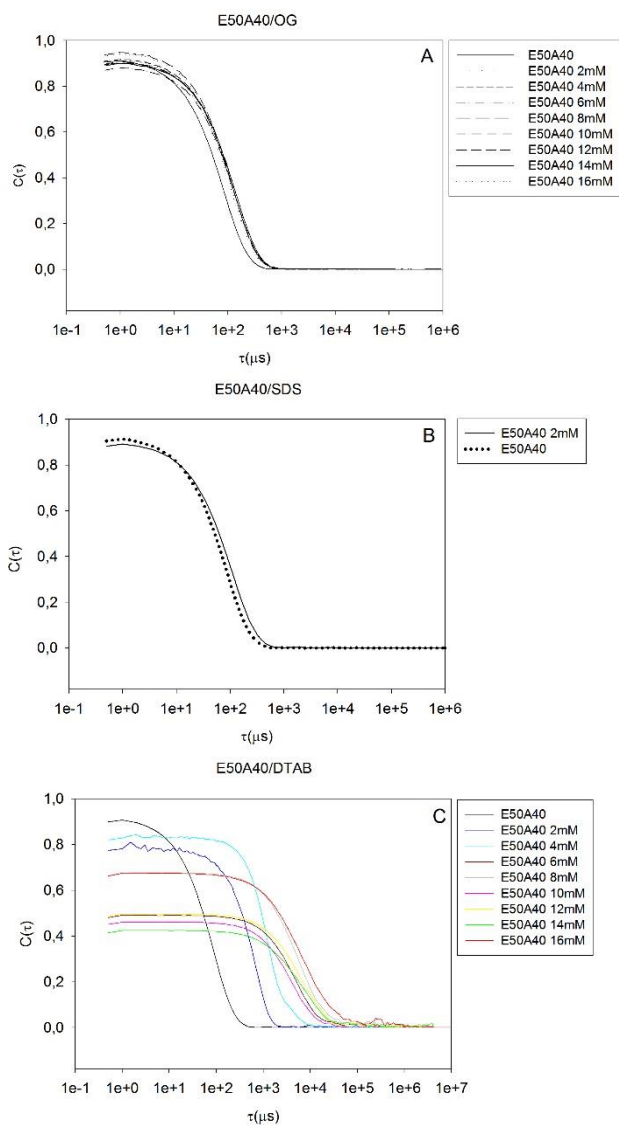 E50A40/OG
A
1,0
0,8
0,6
0,4
0,2
0,0
C(τ)
1e-1 1e+0 1e+1 1e+2 1e+3 1e+4 1e+5 1e+6
τ(μs)
E50A40
E50A40 2mM
E50A40 4mM
E50A40 6mM
E50A40 8mM
E50A40 10mM
E50A40 12mM
E50A40 14mM
E50A40 16mM
E50A40/SDS
B
1,0
0,8
0,6
0,4
0,2
0,0
C(τ)
1e-1 1e+0 1e+1 1e+2 1e+3 1e+4 1e+5 1e+6
τ(μs)
E50A40 2mM
E50A40
E50A40/DTAB
C
1,0
0,8
0,6
0,4
0,2
0,0
C(τ)
1e-1 1e+0 1e+1 1e+2 1e+3 1e+4 1e+5 1e+6 1e+7
τ(μs)
E50A40
E50A40 2mM
E50A40 4mM
E50A40 6mM
E50A40 8mM
E50A40 10mM
E50A40 12mM
E50A40 14mM
E50A40 16mM